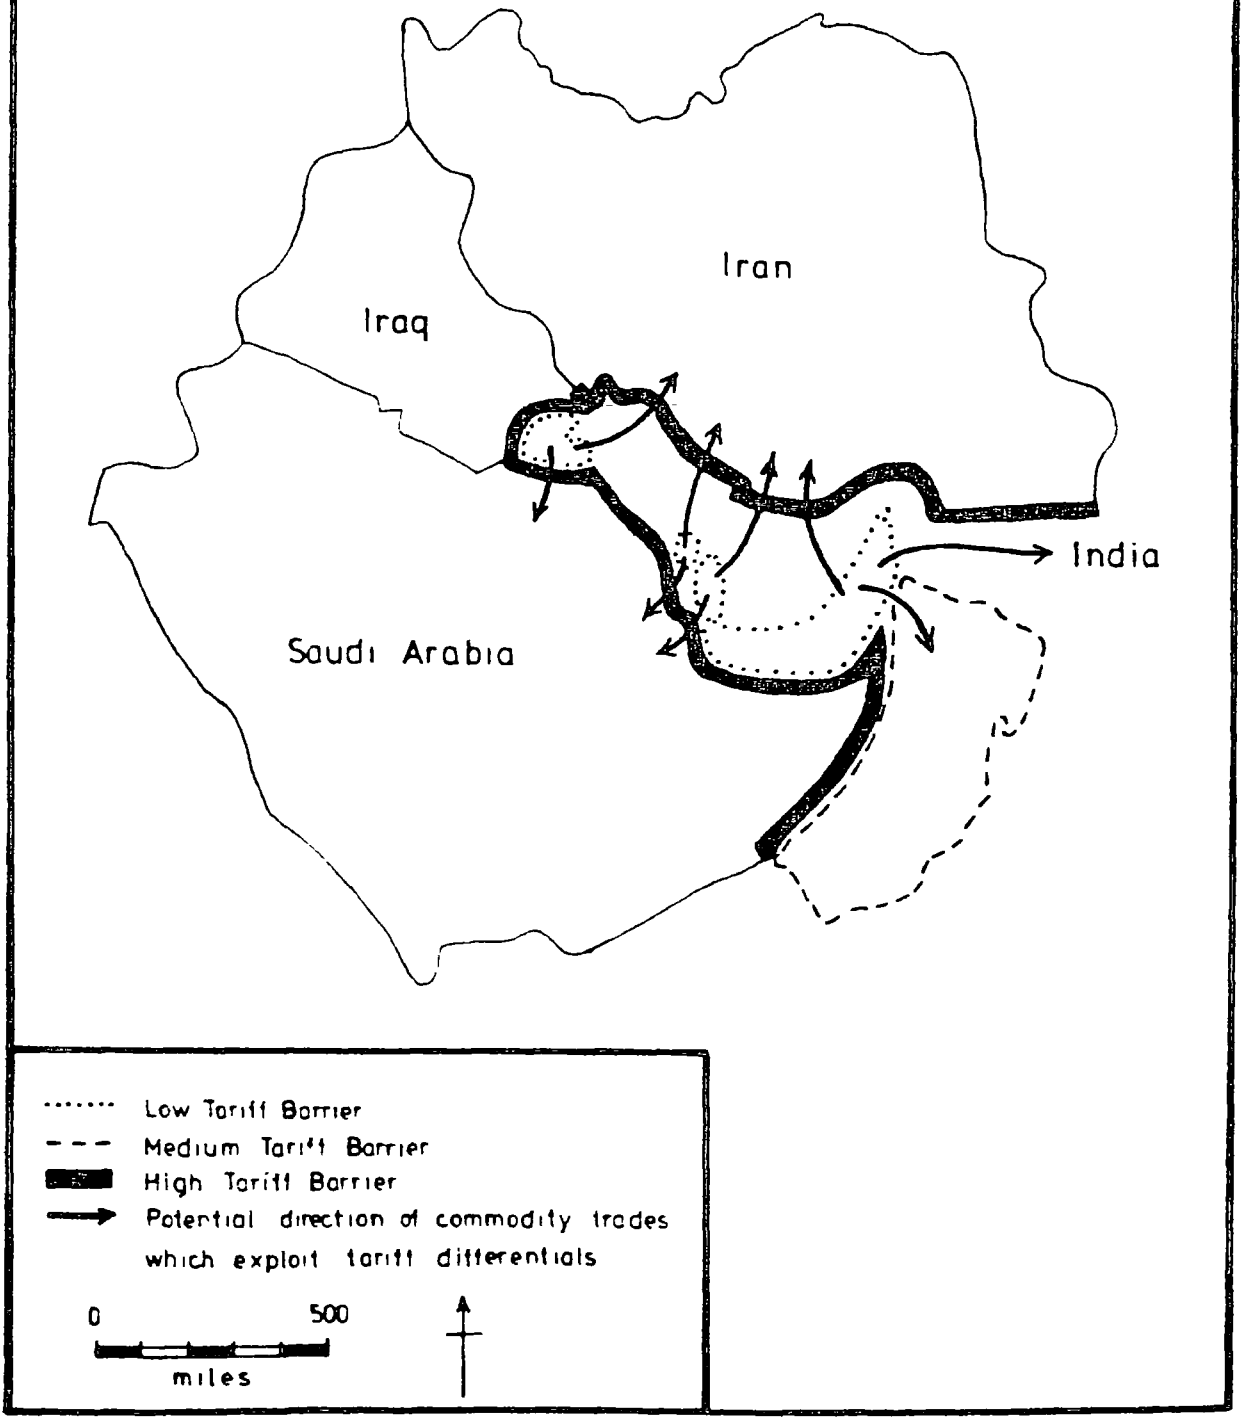 Iran
Iraq
India
Saudi Arabia
Low Tariff Barrier
Medium Tariff Barrier
High Tariff Barrier
Potential direction of commodity trades
which exploit tariff differentials
0 500
miles